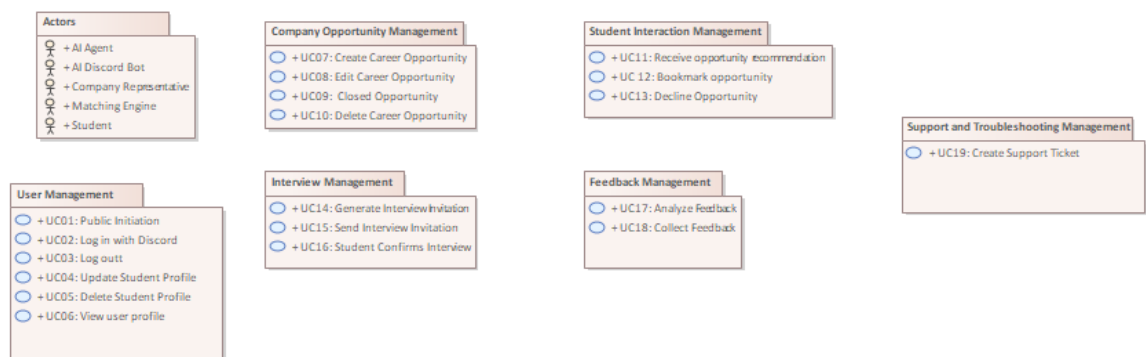 Actors
+ AI Agent
+ AI Discord Bot
+ Company Representative
+ Matching Engine
+ Student
Company Opportunity Management
+ UC07: Create Career Opportunity
+ UC08: Edit Career Opportunity
+ UC09: Closed Opportunity
+ UC10: Delete Career Opportunity
Student Interaction Management
+ UC11: Receive opportunity recommendation
+ UC 12: Bookmark opportunity
+ UC13: Decline Opportunity
Support and Troubleshooting Management
+ UC19: Create Support Ticket
User Management
+ UC01: Public Initiation
+ UC02: Log in with Discord
+ UC03: Log outt
+ UC04: Update Student Profile
+ UC05: Delete Student Profile
+ UC06: View user profile
Interview Management
+ UC14: Generate Interview Invitation
+ UC15: Send Interview Invitation
+ UC16: Student Confirms Interview
Feedback Management
+ UC17: Analyze Feedback
+ UC18: Collect Feedback